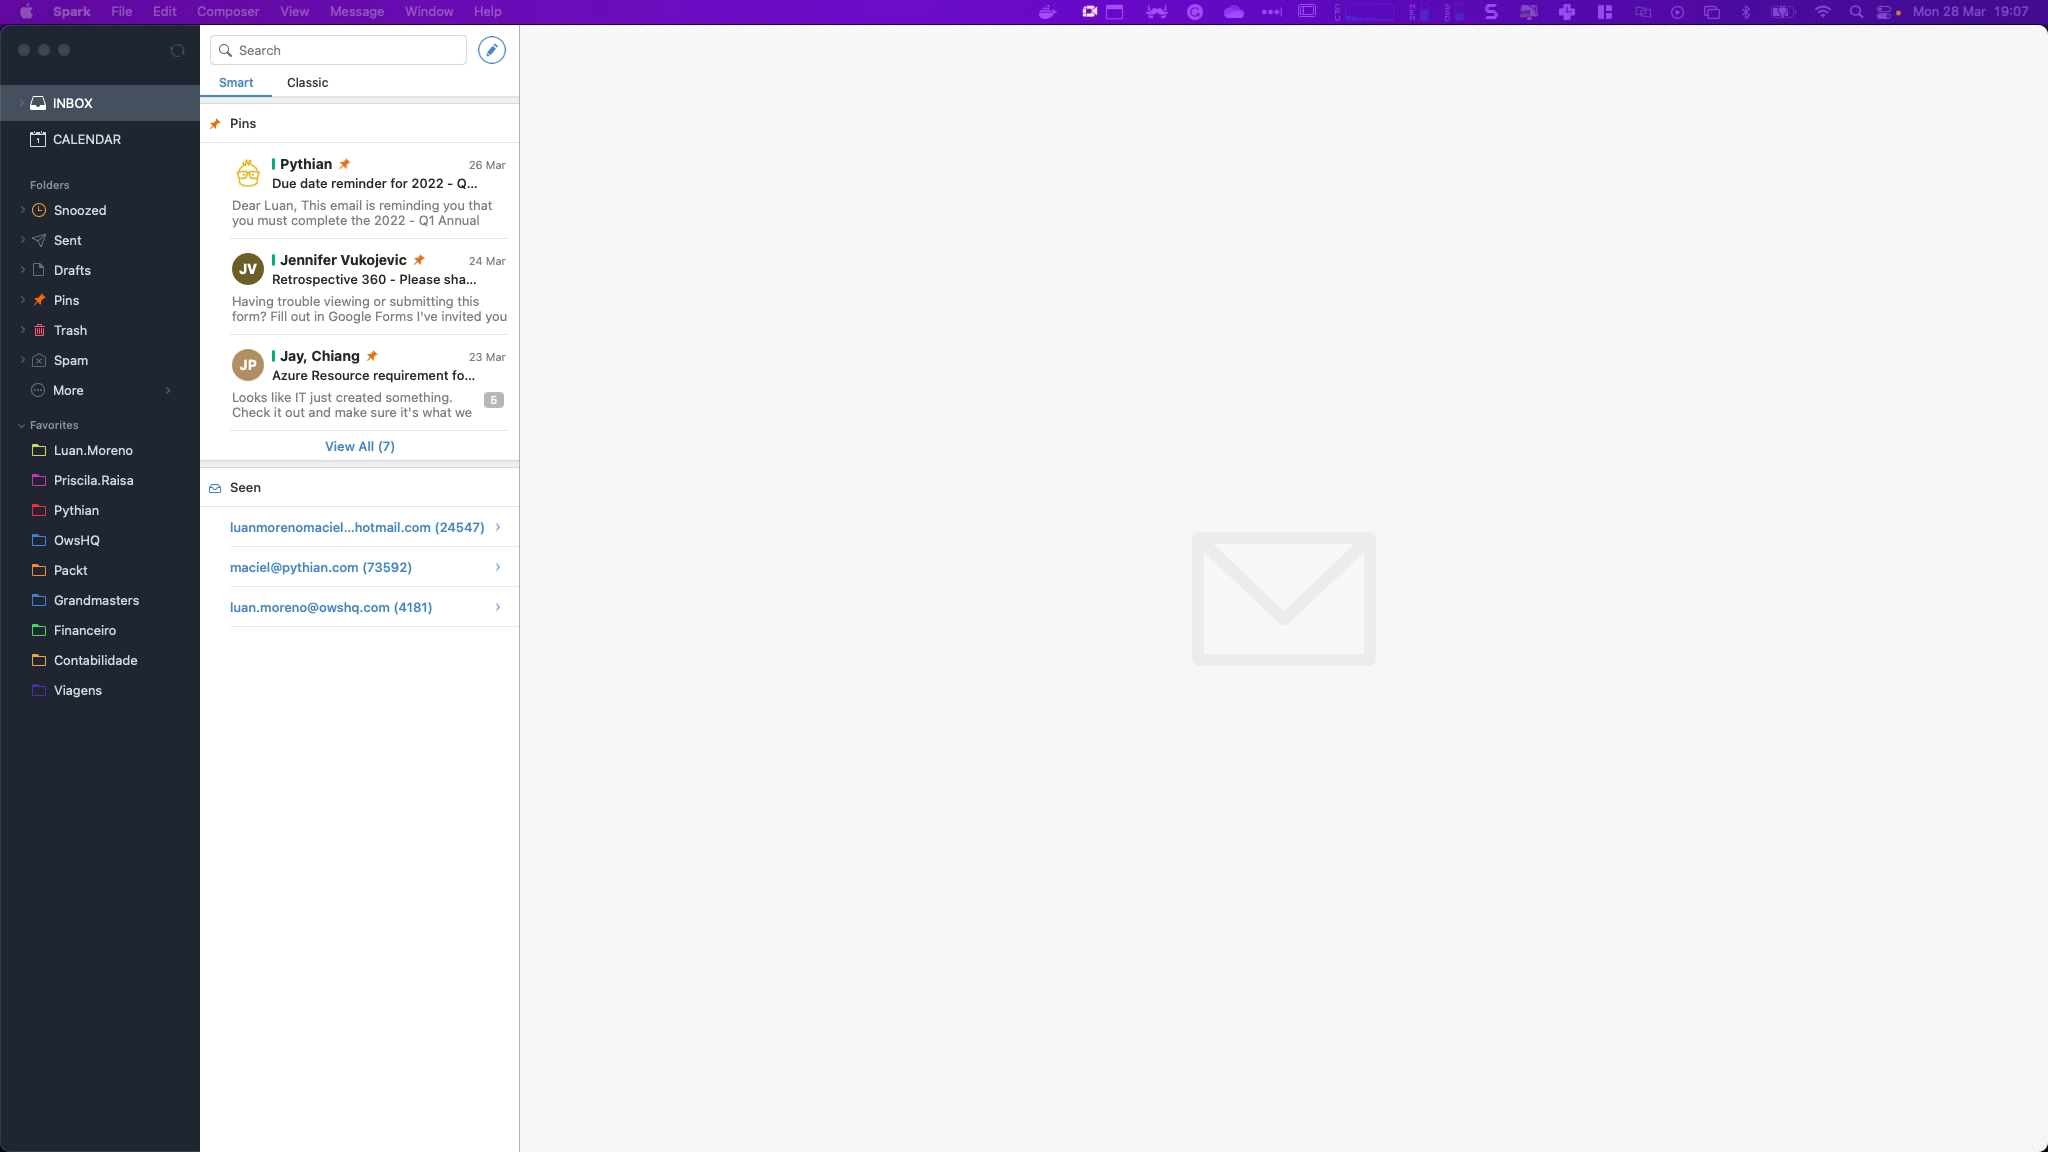 Spark File Edit Composer View Message Window Help
Mon 28 Mar 19:07
Search
Smart Classic
INBOX
CALENDAR
Folders
Snoozed
Sent
Drafts
Pins
Trash
Spam
More
Favorites
Luan.Moreno
Priscila.Raisa
Pythian
OwsHQ
Packt
Grandmasters
Financeiro
Contabilidade
Viagens
Pins
Pythian 26 Mar
Due date reminder for 2022 - Q...
Dear Luan, This email is reminding you that
you must complete the 2022 - Q1 Annual
JV
Jennifer Vukojevic 24 Mar
Retrospective 360 - Please sha...
Having trouble viewing or submitting this
form? Fill out in Google Forms I've invited you
JP
Jay, Chiang 23 Mar
Azure Resource requirement fo...
Looks like IT just created something.
Check it out and make sure it's what we
5
View All (7)
Seen
luanmorenomaciel...hotmail.com (24547)
maciel@pythian.com (73592)
luan.moreno@owshq.com (4181)